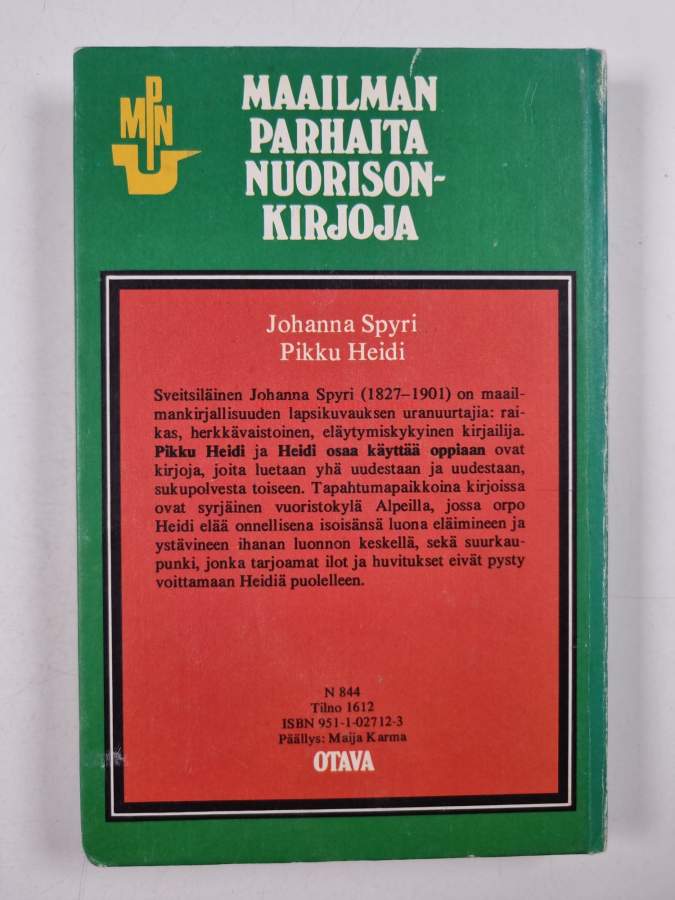 MPN
MAAILMAN
PARHAITA
NUORISON-
KIRJOJA
Johanna Spyri
Pikku Heidi
Sveitsiläinen Johanna Spyri (1827–1901) on maail-
mankirjallisuuden lapsikuvauksen uranuurtajia: rai-
kas, herkkävaistoinen, eläytymiskykyinen kirjailija.
Pikku Heidi ja Heidi osaa käyttää oppiaan ovat
kirjoja, joita luetaan yhä uudestaan ja uudestaan,
sukupolvesta toiseen. Tapahtumapaikkoina kirjoissa
ovat syrjäinen vuoristokylä Alpeilla, jossa orpo
Heidi elää onnellisena isoisänsä luona eläimineen ja
ystävineen ihanan luonnon keskellä, sekä suurkau-
punki, jonka tarjoamat ilot ja huvitukset eivät pysty
voittamaan Heidiä puolelleen.
N 844
Tilno 1612
ISBN 951-1-02712-3
Päällys: Maija Karma
OTAVA